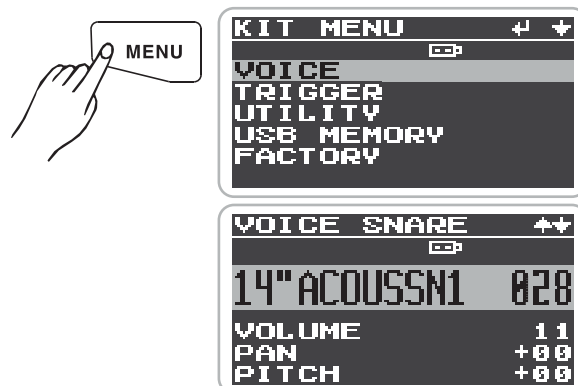 MENU
KIT MENU
VOICE
TRIGGER
UTILITY
USB MEMORY
FACTORY
VOICE SNARE
14"ACOUSSN1 028
VOLUME 11
PAN +00
PITCH +00